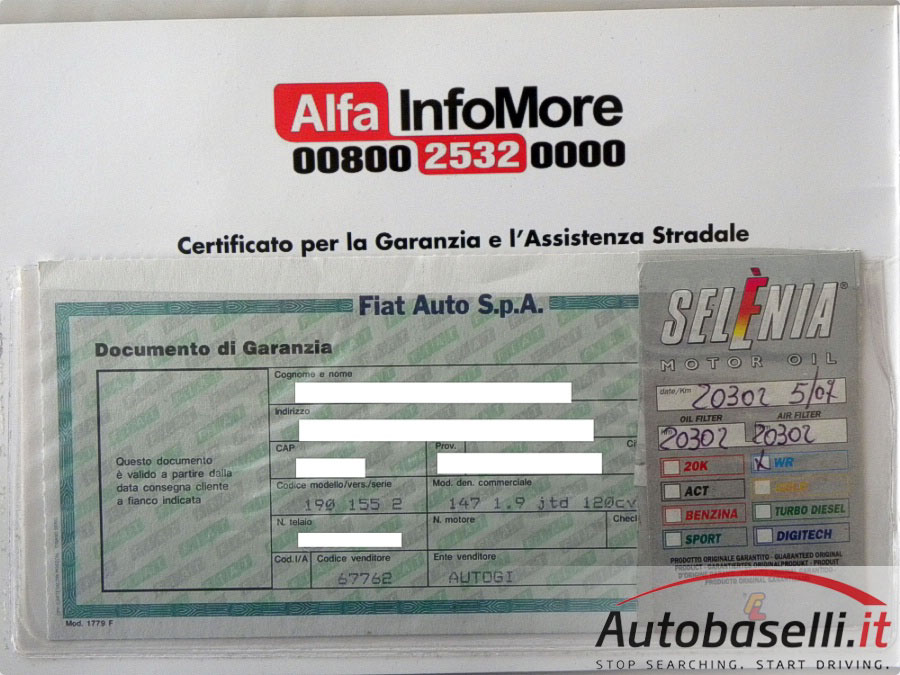 Alfa InfoMore
00800 2532 0000
Certificato per la Garanzia e l'Assistenza Stradale
Fiat Auto S.p.A.
Documento di Garanzia
Questo documento
è valido a partire dalla
data consegna cliente
a fianco indicata
Cognome e nome
Indirizzo
CAP
Prov.
Codice modello/vers./serie
Mod. den. commerciale
190 155 2
147 1.9 jtd 120cv
N. telaio
N. motore
Cod.I/A
Codice venditore
Ente venditore
67762
AUTOGI
Mod. 1779 F
SELÈNIA®
MOTOR OIL
date/Km 20302 5/07
OIL FILTER AIR FILTER
20302 20302
20K WR
ACT GOLD
BENZINA TURBO DIESEL
SPORT DIGITECH
PRODOTTO ORIGINALE GARANTITO - GUARANTEED ORIGINAL
Autobaselli.it
STOP SEARCHING. START DRIVING.